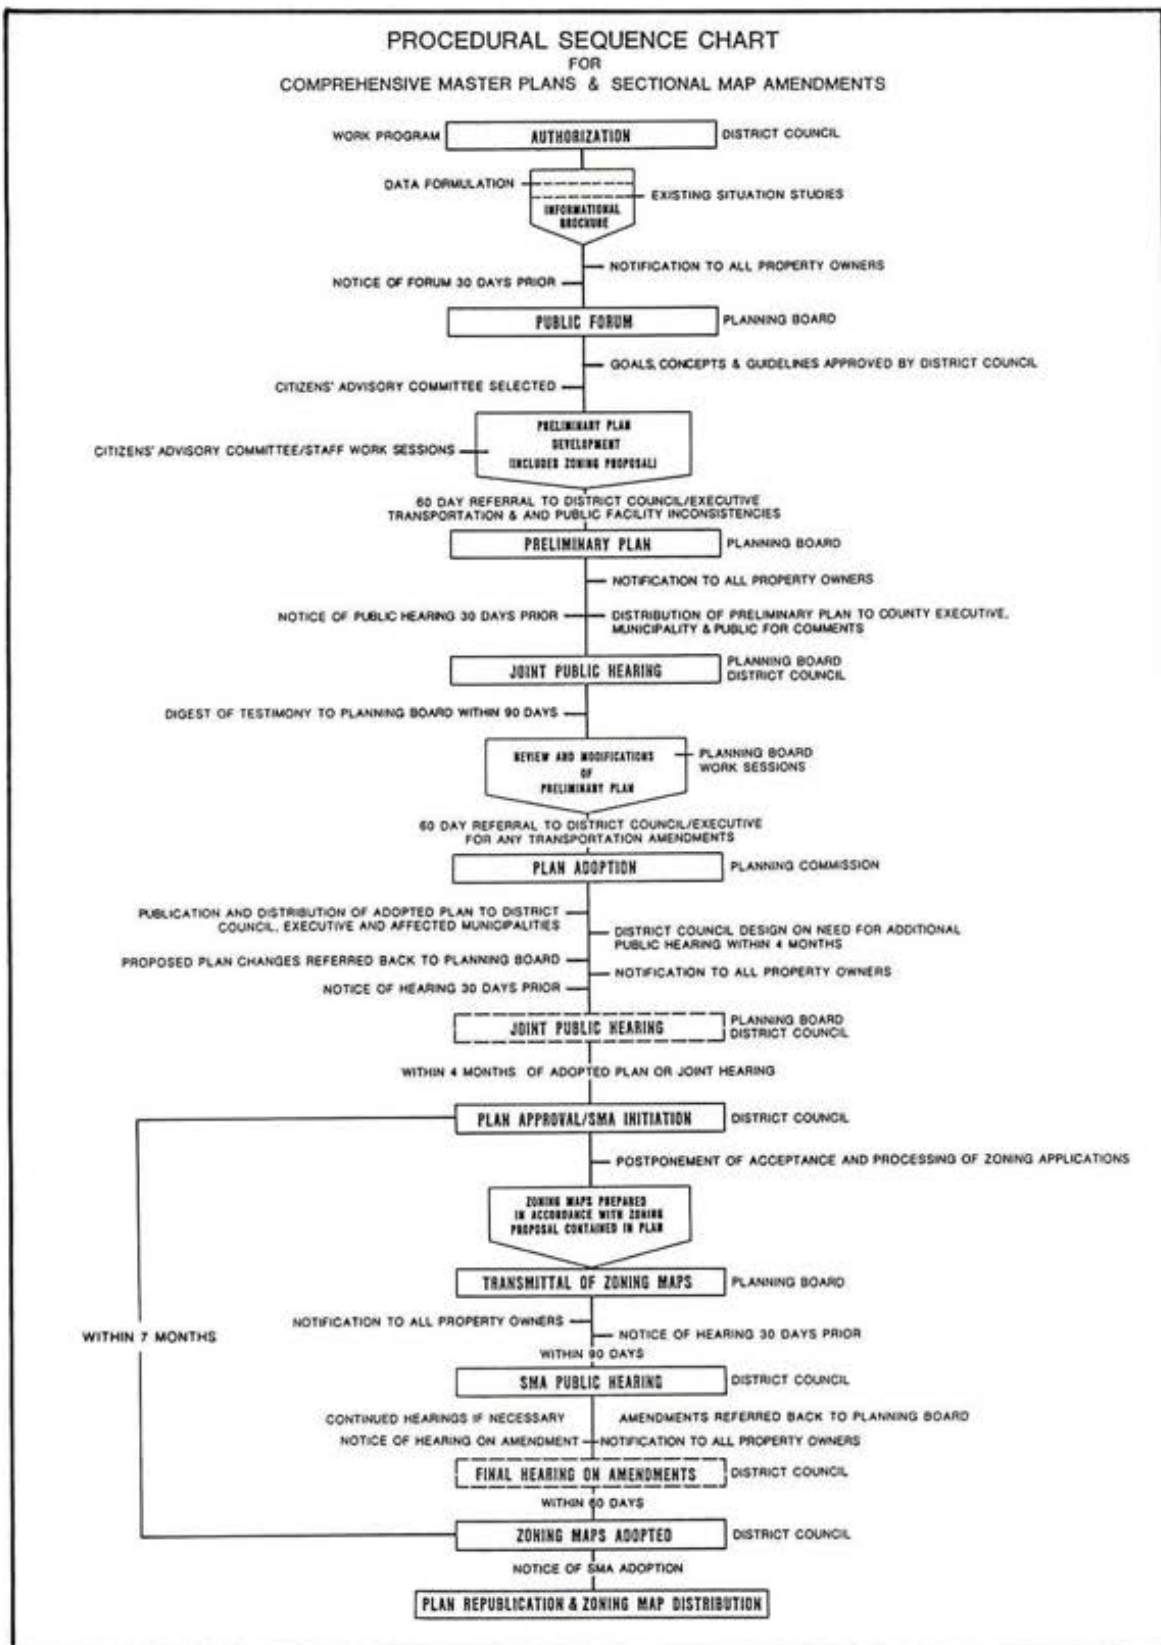 PROCEDURAL SEQUENCE CHART
FOR
COMPREHENSIVE MASTER PLANS & SECTIONAL MAP AMENDMENTS
WORK PROGRAM
AUTHORIZATION
DISTRICT COUNCIL
DATA FORMULATION
EXISTING SITUATION STUDIES
INFORMATIONAL
BROCHURE
NOTIFICATION TO ALL PROPERTY OWNERS
NOTICE OF FORUM 30 DAYS PRIOR
PUBLIC FORUM
PLANNING BOARD
GOALS, CONCEPTS & GUIDELINES APPROVED BY DISTRICT COUNCIL
CITIZENS' ADVISORY COMMITTEE SELECTED
PRELIMINARY PLAN
DEVELOPMENT
(INCLUDES ZONING PROPOSAL)
CITIZENS' ADVISORY COMMITTEE/STAFF WORK SESSIONS
60 DAY REFERRAL TO DISTRICT COUNCIL/EXECUTIVE
TRANSPORTATION & AND PUBLIC FACILITY INCONSISTENCIES
PRELIMINARY PLAN
PLANNING BOARD
NOTIFICATION TO ALL PROPERTY OWNERS
NOTICE OF PUBLIC HEARING 30 DAYS PRIOR
DISTRIBUTION OF PRELIMINARY PLAN TO COUNTY EXECUTIVE,
MUNICIPALITY & PUBLIC FOR COMMENTS
JOINT PUBLIC HEARING
PLANNING BOARD
DISTRICT COUNCIL
DIGEST OF TESTIMONY TO PLANNING BOARD WITHIN 90 DAYS
REVIEW AND MODIFICATIONS
OF
PRELIMINARY PLAN
PLANNING BOARD
WORK SESSIONS
60 DAY REFERRAL TO DISTRICT COUNCIL/EXECUTIVE
FOR ANY TRANSPORTATION AMENDMENTS
PLAN ADOPTION
PLANNING COMMISSION
PUBLICATION AND DISTRIBUTION OF ADOPTED PLAN TO DISTRICT
COUNCIL, EXECUTIVE AND AFFECTED MUNICIPALITIES
DISTRICT COUNCIL DESIGN ON NEED FOR ADDITIONAL
PUBLIC HEARING WITHIN 4 MONTHS
PROPOSED PLAN CHANGES REFERRED BACK TO PLANNING BOARD
NOTIFICATION TO ALL PROPERTY OWNERS
NOTICE OF HEARING 30 DAYS PRIOR
JOINT PUBLIC HEARING
PLANNING BOARD
DISTRICT COUNCIL
WITHIN 4 MONTHS OF ADOPTED PLAN OR JOINT HEARING
PLAN APPROVAL/SMA INITIATION
DISTRICT COUNCIL
POSTPONEMENT OF ACCEPTANCE AND PROCESSING OF ZONING APPLICATIONS
ZONING MAPS PREPARED
IN ACCORDANCE WITH ZONING
PROPOSAL CONTAINED IN PLAN
TRANSMITTAL OF ZONING MAPS
PLANNING BOARD
NOTIFICATION TO ALL PROPERTY OWNERS
NOTICE OF HEARING 30 DAYS PRIOR
WITHIN 7 MONTHS
WITHIN 90 DAYS
SMA PUBLIC HEARING
DISTRICT COUNCIL
CONTINUED HEARINGS IF NECESSARY
AMENDMENTS REFERRED BACK TO PLANNING BOARD
NOTICE OF HEARING ON AMENDMENT
NOTIFICATION TO ALL PROPERTY OWNERS
FINAL HEARING ON AMENDMENTS
DISTRICT COUNCIL
WITHIN 60 DAYS
ZONING MAPS ADOPTED
DISTRICT COUNCIL
NOTICE OF SMA ADOPTION
PLAN REPUBLICATION & ZONING MAP DISTRIBUTION